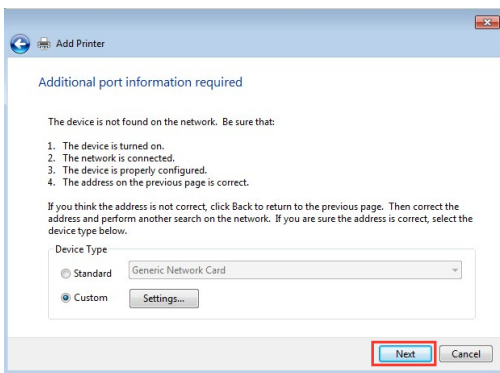 Add Printer
Additional port information required
The device is not found on the network. Be sure that:
1. The device is turned on.
2. The network is connected.
3. The device is properly configured.
4. The address on the previous page is correct.
If you think the address is not correct, click Back to return to the previous page. Then correct the
address and perform another search on the network. If you are sure the address is correct, select the
device type below.
Device Type
Standard Generic Network Card
Custom Settings...
Next Cancel